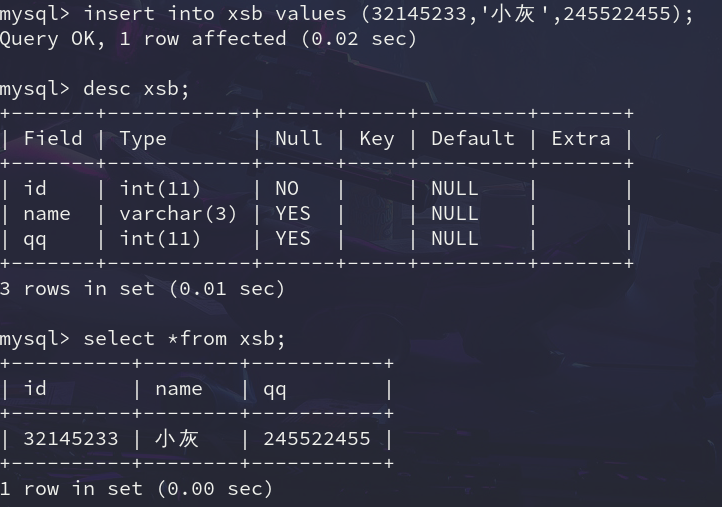 mysql> insert into xsb values (32145233,'小灰',245522455);
Query OK, 1 row affected (0.02 sec)
mysql> desc xsb;
+-------+------------+------+-----+---------+-------+
| Field | Type       | Null | Key | Default | Extra |
+-------+------------+------+-----+---------+-------+
| id    | int(11)    | NO   |     | NULL    |       |
| name  | varchar(3) | YES  |     | NULL    |       |
| qq    | int(11)    | YES  |     | NULL    |       |
+-------+------------+------+-----+---------+-------+
3 rows in set (0.01 sec)
mysql> select *from xsb;
+----------+--------+-----------+
| id       | name   | qq        |
+----------+--------+-----------+
| 32145233 | 小灰   | 245522455 |
+----------+--------+-----------+
1 row in set (0.00 sec)